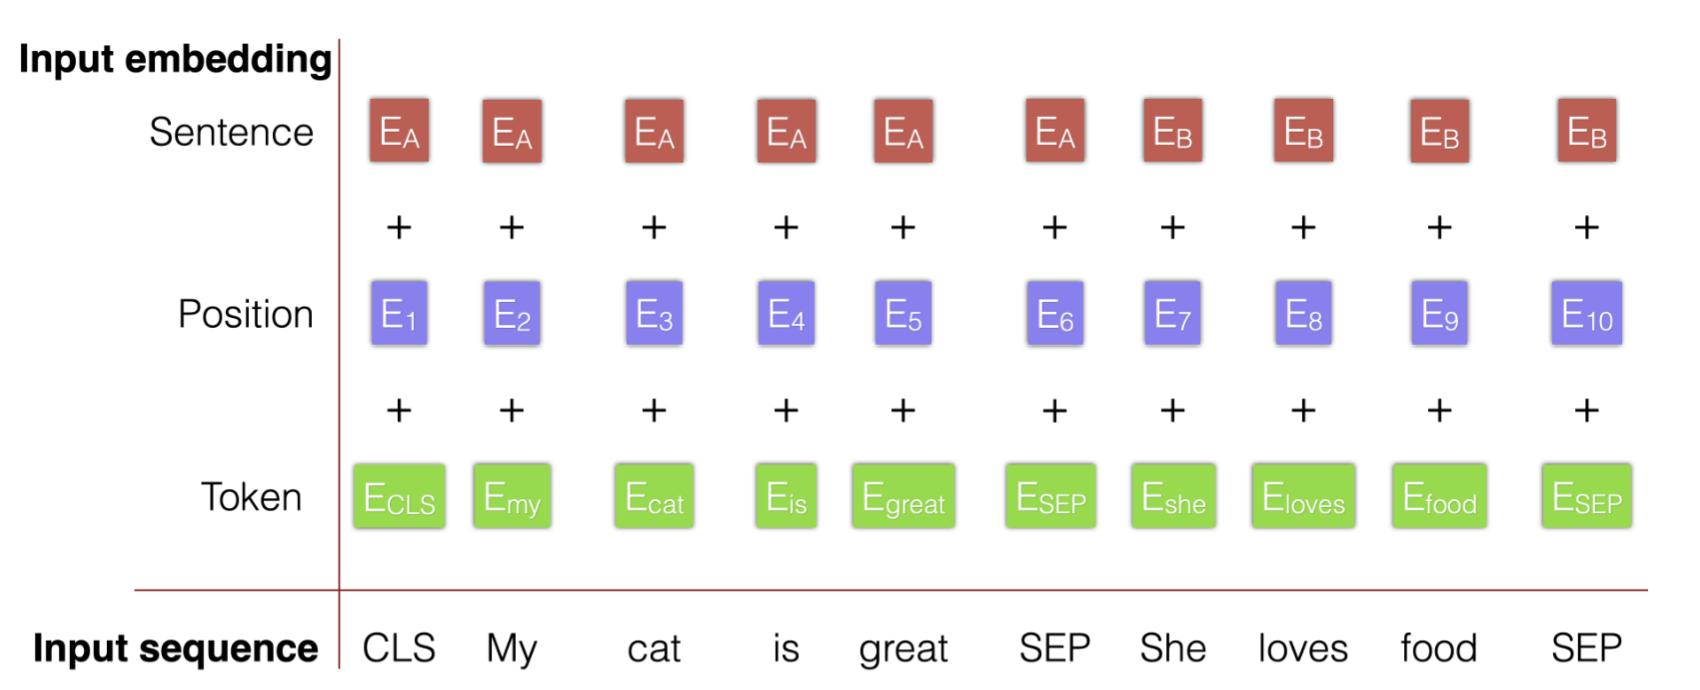 Input embedding
Sentence EA EA EA EA EA EA EB EB EB EB
+ + + + + + + + + +
Position E1 E2 E3 E4 E5 E6 E7 E8 E9 E10
+ + + + + + + + + +
Token ECLS Emy Ecat Eis Egreat ESEP Eshe Eloves Efood ESEP
Input sequence CLS My cat is great SEP She loves food SEP